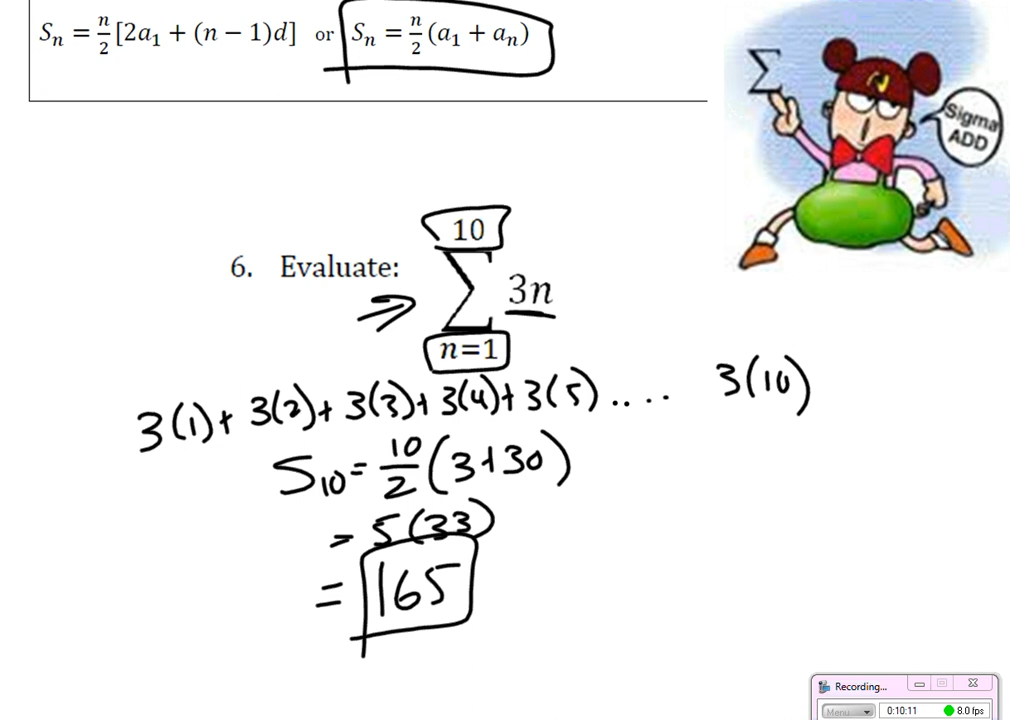 Sₙ = n/2 [2a₁ + (n − 1)d] or Sₙ = n/2 (a₁ + aₙ)
Σ
Sigma
ADD
N
10
6. Evaluate: Σ 3n
n=1
3(1)+ 3(2)+ 3(3)+ 3(4)+ 3(5) .... 3(10)
S₁₀ = 10/2 (3+30)
= 5(33)
= 165
Recording...
Menu 0:10:11 8.0 fps